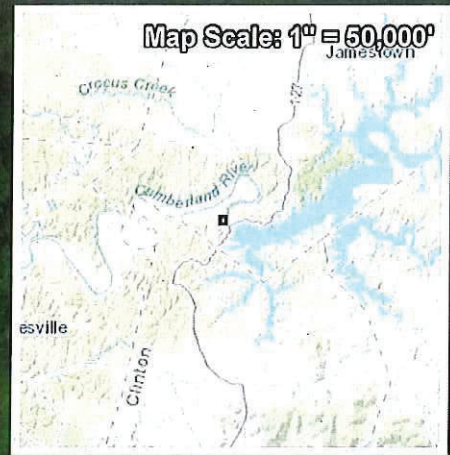 Map Scale: 1" = 50,000'
Jamestown
Crocus Creek
127
Cumberland River
esville
Clinton